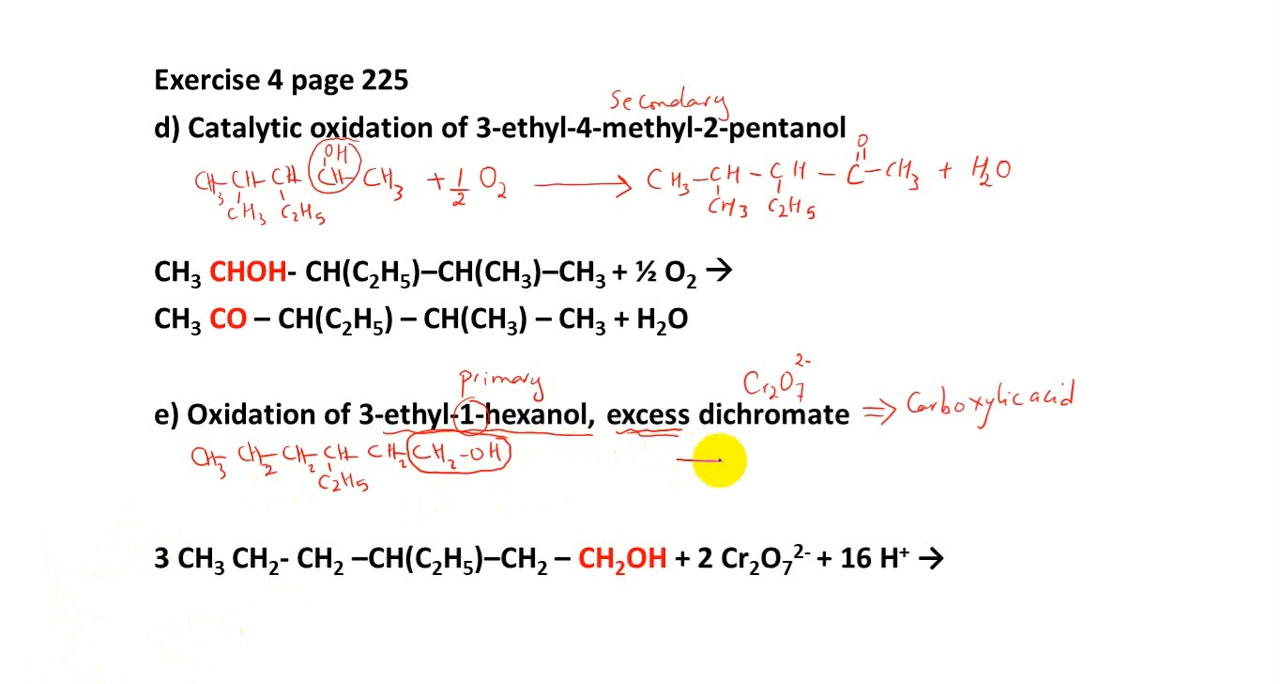 Exercise 4 page 225
Secondary
d) Catalytic oxidation of 3-ethyl-4-methyl-2-pentanol
OH O
CH3 CH CH CH CH3 + 1/2 O2 → CH3-CH-CH-C-CH3 + H2O
CH3 C2H5 CH3 C2H5
CH₃ CHOH- CH(C₂H₅)–CH(CH₃)–CH₃ + ½ O₂ →
CH₃ CO – CH(C₂H₅) – CH(CH₃) – CH₃ + H₂O
Primary Cr2O7 2-
e) Oxidation of 3-ethyl-1-hexanol, excess dichromate ⇒ Carboxylic acid
CH3 CH2 CH2 CH CH2 CH2-OH
C2H5
3 CH₃ CH₂- CH₂ –CH(C₂H₅)–CH₂ – CH₂OH + 2 Cr₂O₇²⁻ + 16 H⁺ →